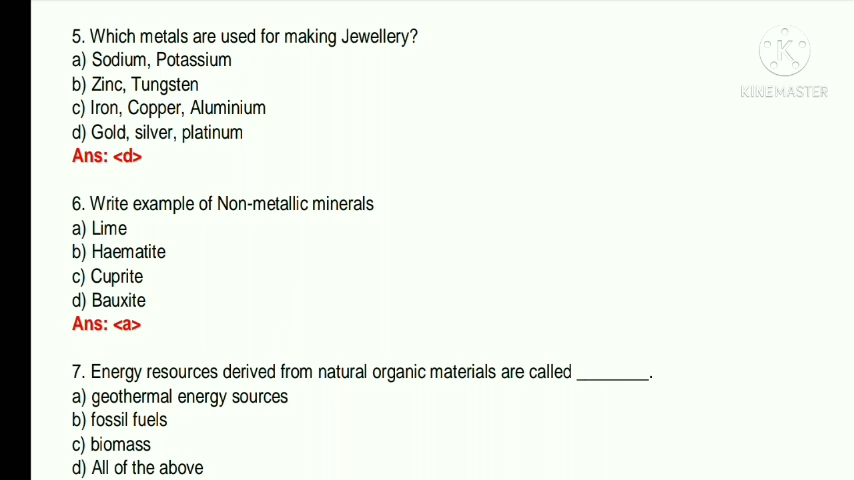 5. Which metals are used for making Jewellery?
a) Sodium, Potassium
b) Zinc, Tungsten
c) Iron, Copper, Aluminium
d) Gold, silver, platinum
Ans: <d>
6. Write example of Non-metallic minerals
a) Lime
b) Haematite
c) Cuprite
d) Bauxite
Ans: <a>
7. Energy resources derived from natural organic materials are called ________.
a) geothermal energy sources
b) fossil fuels
c) biomass
d) All of the above
K
KINEMASTER